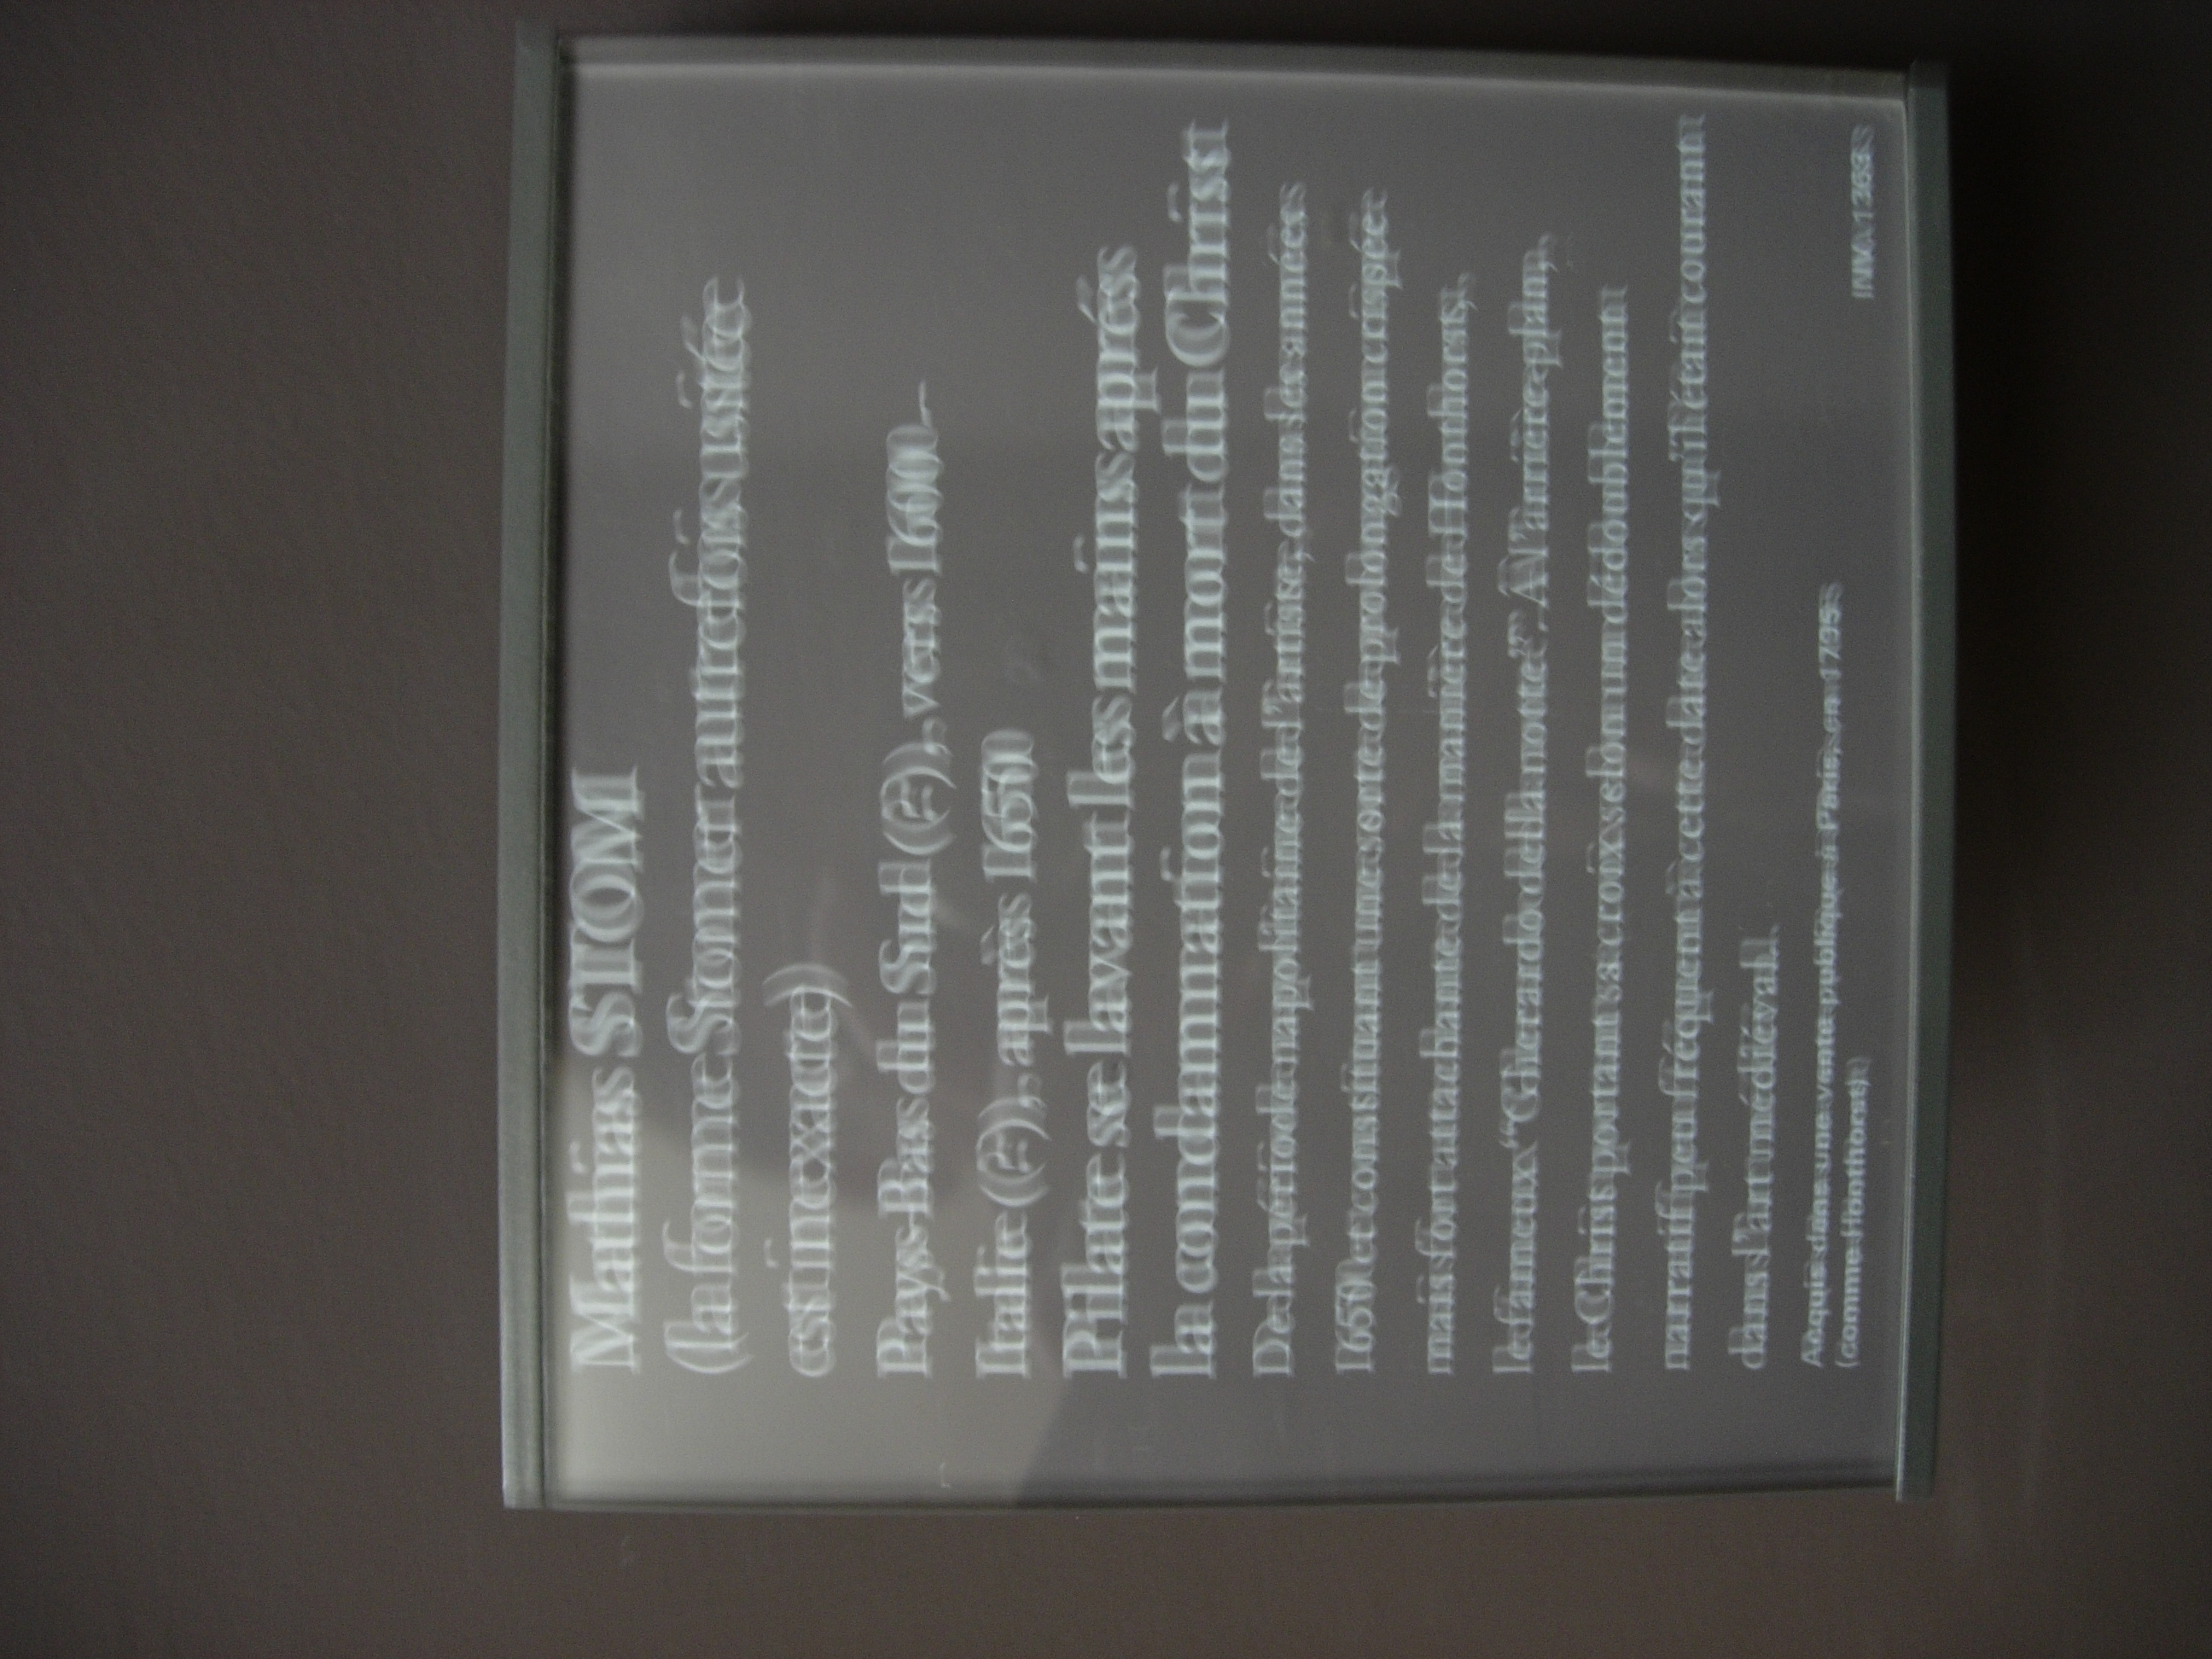 Mathias STOM
(la forme Stomer autrefois usitée
est inexacte)
Pays-Bas du Sud (?), vers 1600 -
Italie (?), après 1650
Pilate se lavant les mains après
la condamnation à mort du Christ
De la période napolitaine de l'artiste, dans les années
1650 et constituant une sorte de prolongation crispée
mais fort attachante de la manière de Honthorst,
le fameux "Gherardo della notte". A l'arrière-plan,
le Christ portant sa croix selon un dédoublement
narratif peu fréquent à cette date alors qu'il était courant
dans l'art médiéval.
Acquis dans une vente publique à Paris, en 1795
(comme Honthorst)
INV. 1363